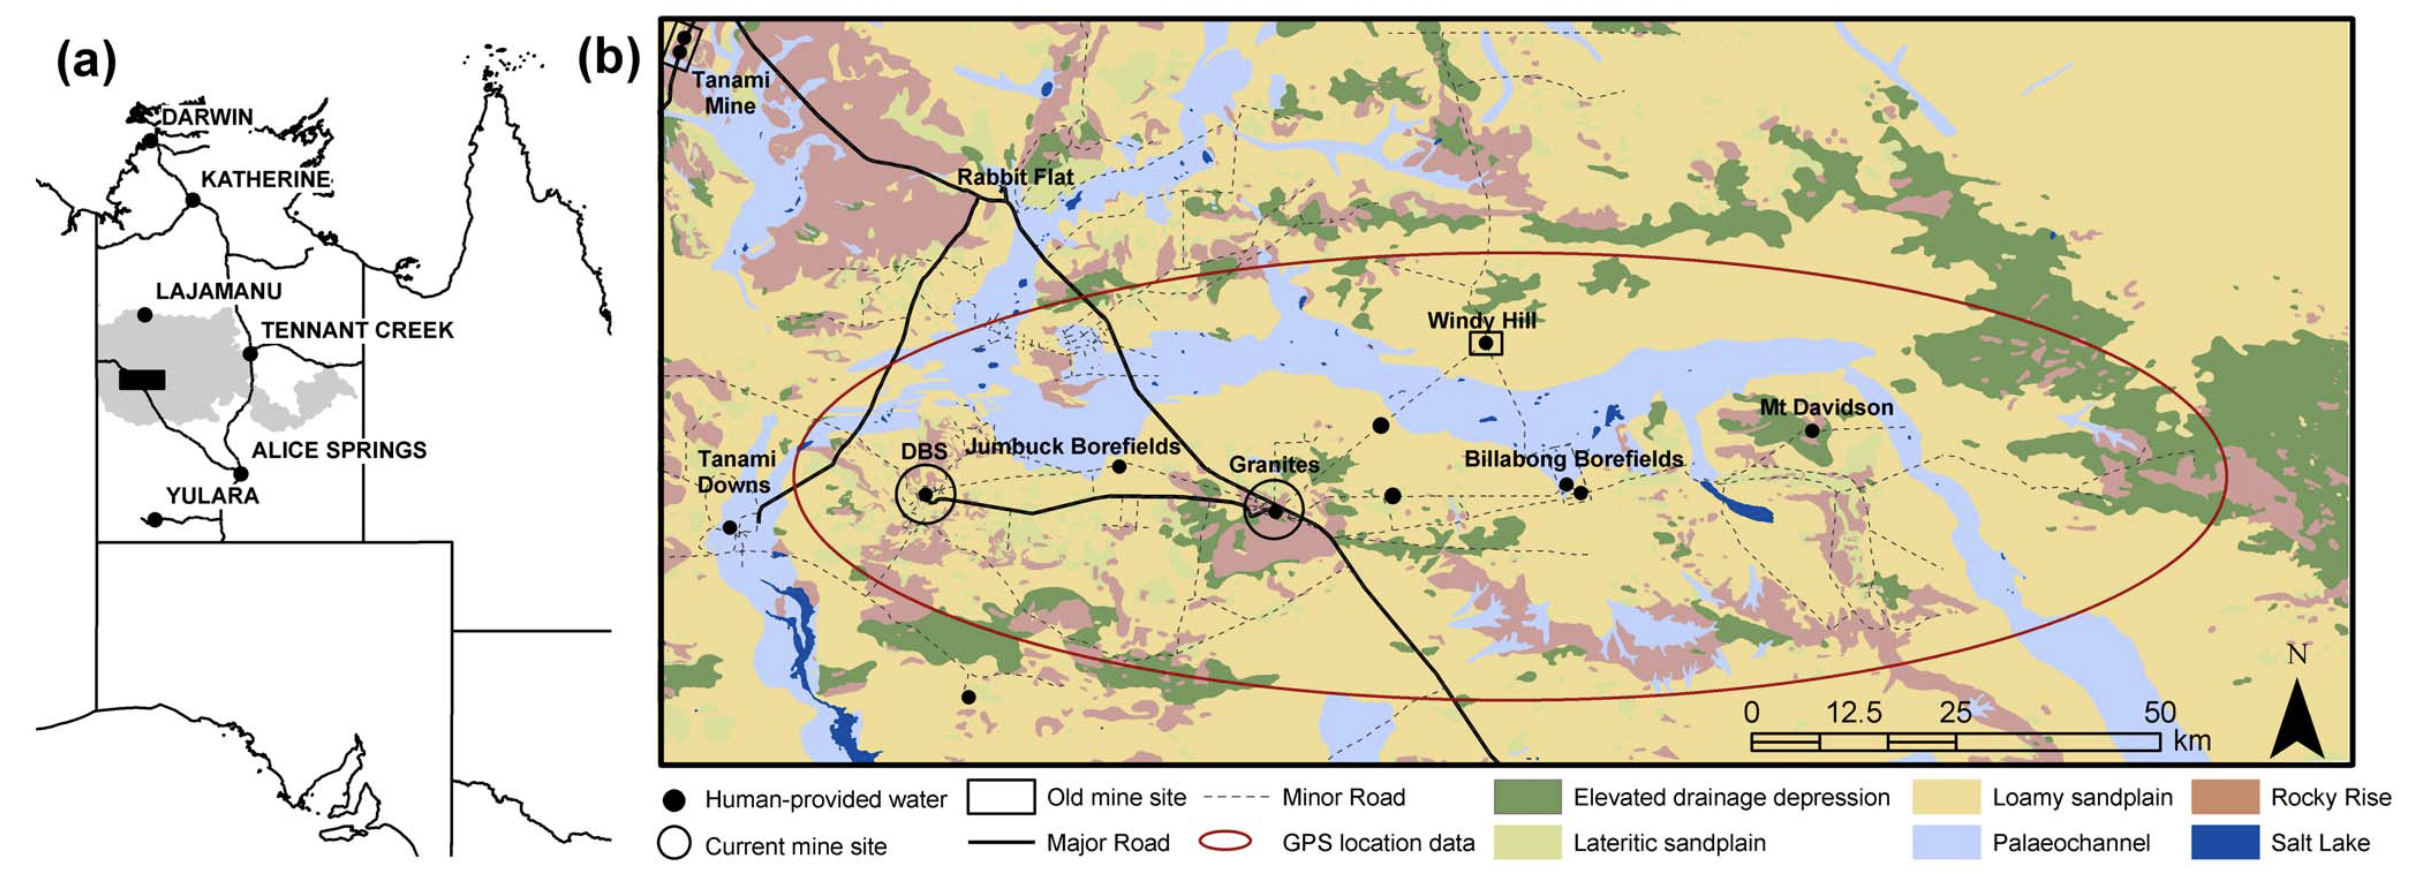 (a)
DARWIN
KATHERINE
LAJAMANU
TENNANT CREEK
ALICE SPRINGS
YULARA
(b)
Tanami
Mine
Rabbit Flat
Windy Hill
Mt Davidson
DBS
Jumbuck Borefields
Granites
Billabong Borefields
Tanami
Downs
N
0 12.5 25 50
km
Human-provided water
Old mine site
Minor Road
Elevated drainage depression
Loamy sandplain
Rocky Rise
Current mine site
Major Road
GPS location data
Lateritic sandplain
Palaeochannel
Salt Lake